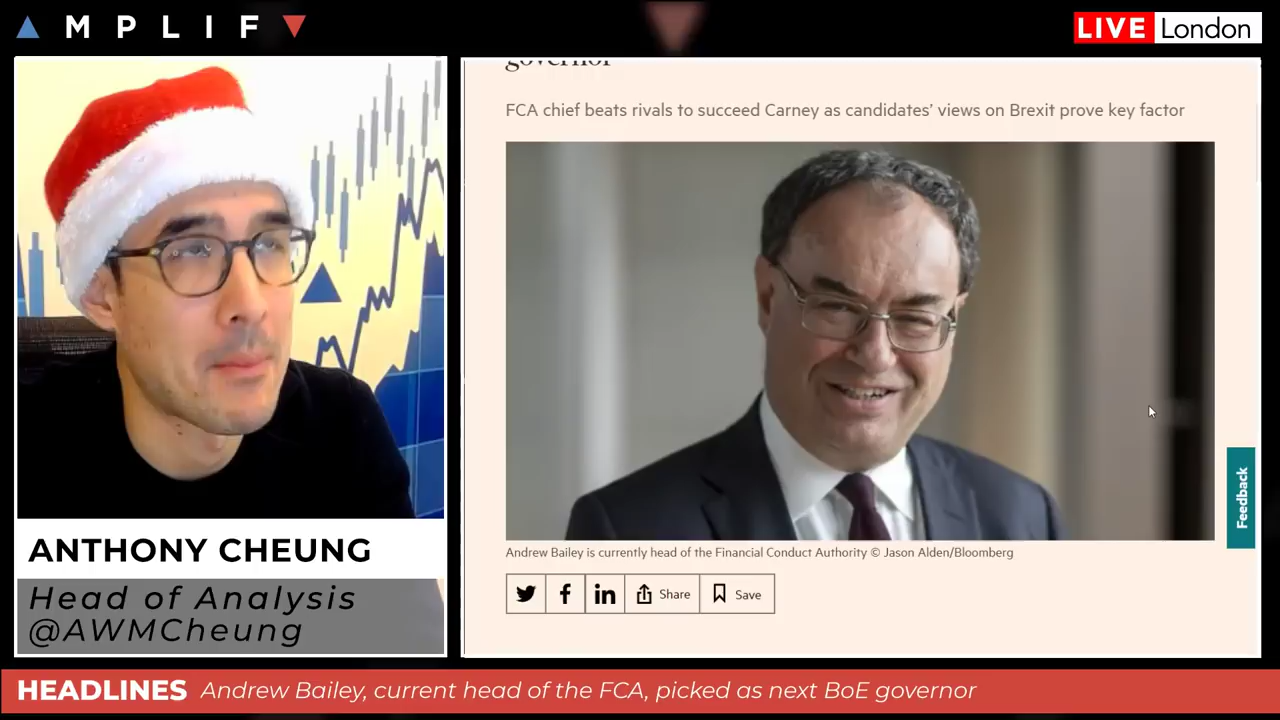 ▲MPLIF▼
LIVE London
governor
FCA chief beats rivals to succeed Carney as candidates' views on Brexit prove key factor
Feedback
Andrew Bailey is currently head of the Financial Conduct Authority © Jason Alden/Bloomberg
Share
Save
ANTHONY CHEUNG
Head of Analysis
@AWMCheung
HEADLINES Andrew Bailey, current head of the FCA, picked as next BoE governor